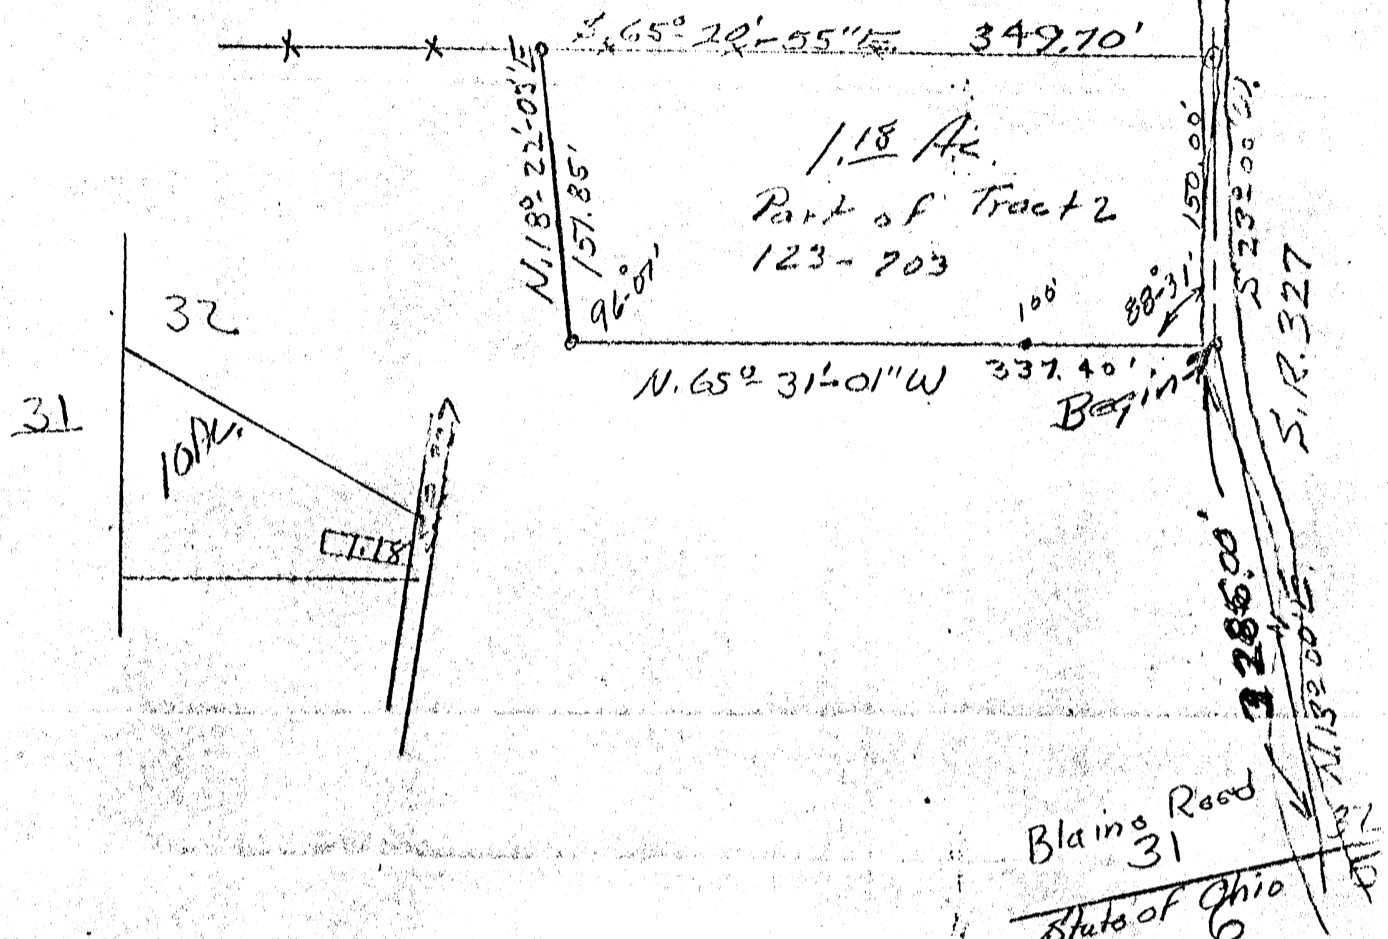 S. 65°-20'-55"E. 349.70'
N. 18°-22'-03"E
157.85'
1.18 Ac.
Part of Tract 2
123-703
150.00'
S 23°00'W.
S.R. 327
96°-01'
100'
88°-31'
N. 65°-31'-01"W 337.40'
Begin
32
31
10 Ac.
1.18
3286.00'
N. 13°00'E.
Blaine Road
31
State of Ohio
6